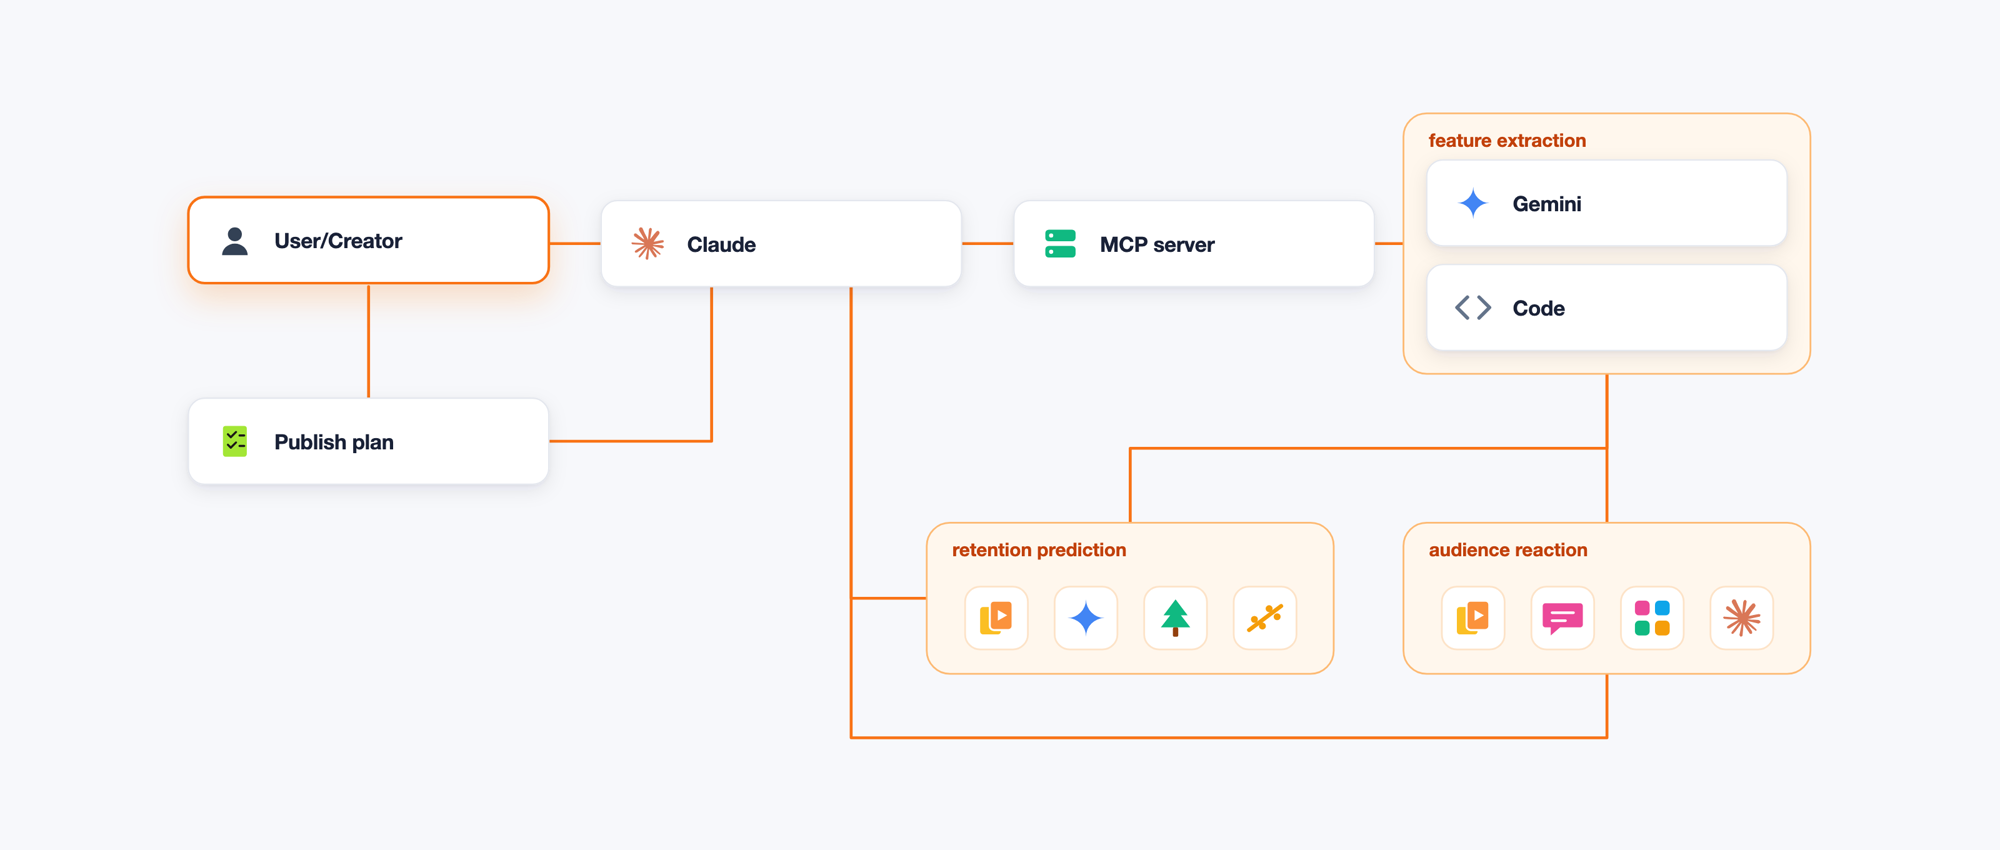 feature extraction
Gemini
User/Creator
Claude
MCP server
Code
Publish plan
retention prediction
audience reaction